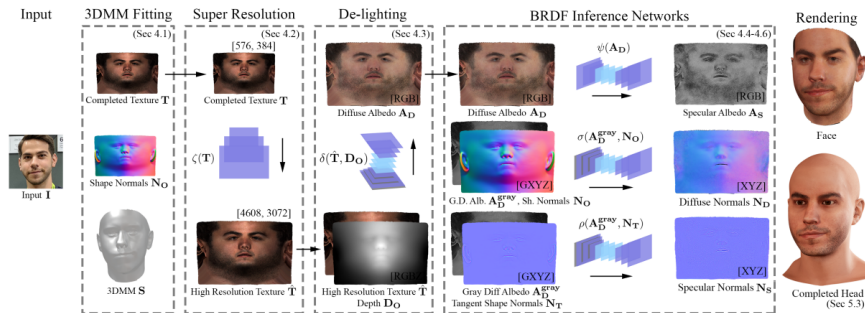 Input
3DMM Fitting
Super Resolution
De-lighting
BRDF Inference Networks
Rendering
(Sec 4.1)
(Sec 4.2)
(Sec 4.3)
(Sec 4.4-4.6)
[576, 384]
ψ(A_D)
[RGB]
[RGB]
[RGB]
Completed Texture T
Completed Texture T
Diffuse Albedo A_D
Diffuse Albedo A_D
Specular Albedo A_S
Face
ζ(T)
δ(T̂, D_O)
σ(A_D^gray, N_O)
[GXYZ]
[XYZ]
Input I
Shape Normals N_O
G.D. Alb. A_D^gray, Sh. Normals N_O
Diffuse Normals N_D
[4608, 3072]
ρ(A_D^gray, N_T)
[RGBD]
[GXYZ]
[XYZ]
3DMM S
High Resolution Texture T̂
High Resolution Texture T̂
Depth D_O
Gray Diff Albedo A_D^gray
Tangent Shape Normals N_T
Specular Normals N_S
Completed Head
(Sec 5.3)